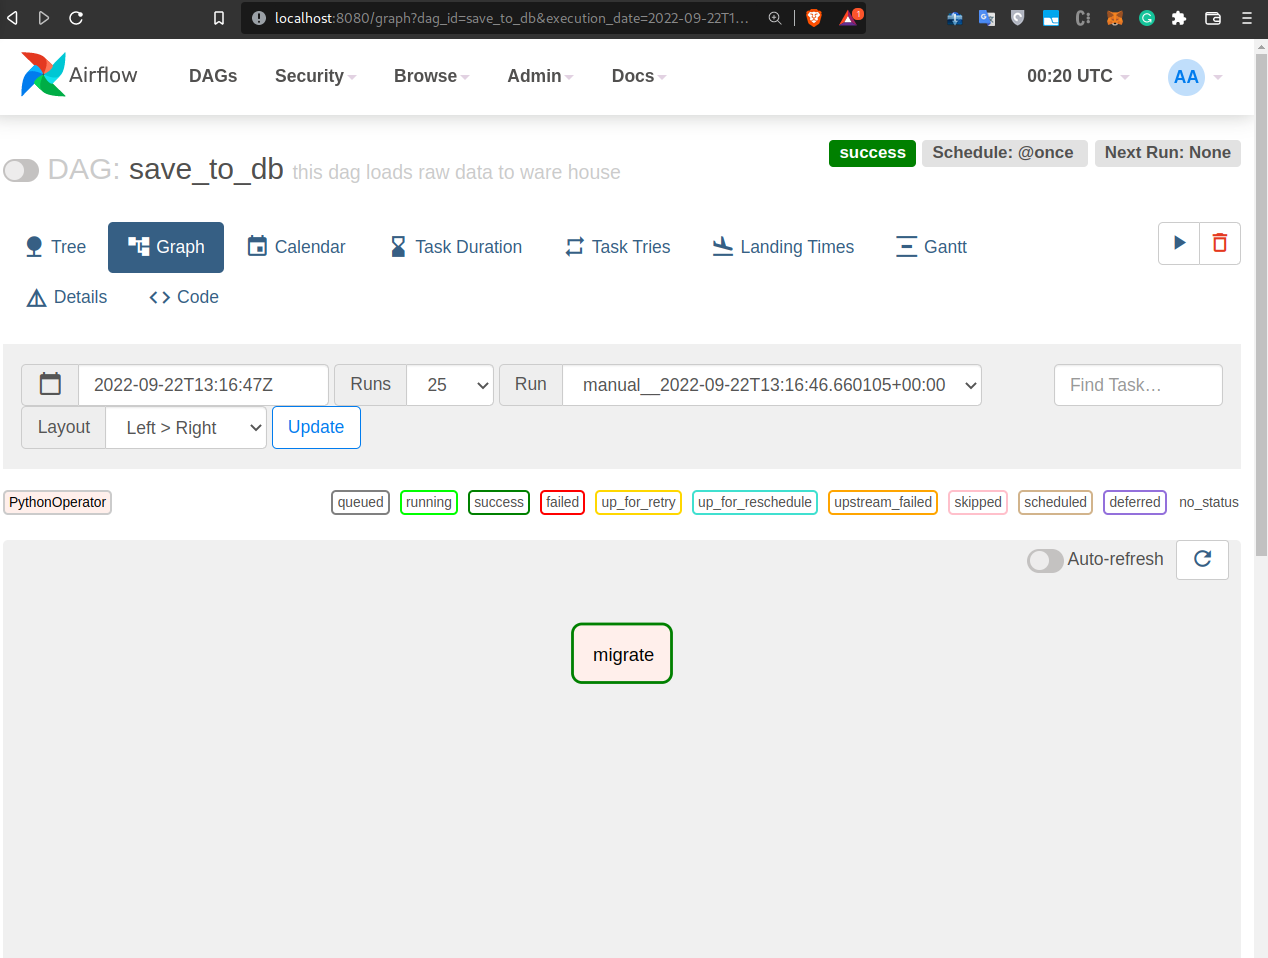 localhost:8080/graph?dag_id=save_to_db&execution_date=2022-09-22T1...
1
Airflow DAGs Security Browse Admin Docs 00:20 UTC AA
success Schedule: @once Next Run: None
DAG: save_to_db this dag loads raw data to ware house
Tree Graph Calendar Task Duration Task Tries Landing Times Gantt
Details Code
2022-09-22T13:16:47Z Runs 25 Run manual__2022-09-22T13:16:46.660105+00:00 Find Task...
Layout Left > Right Update
PythonOperator queued running success failed up_for_retry up_for_reschedule upstream_failed skipped scheduled deferred no_status
Auto-refresh
migrate